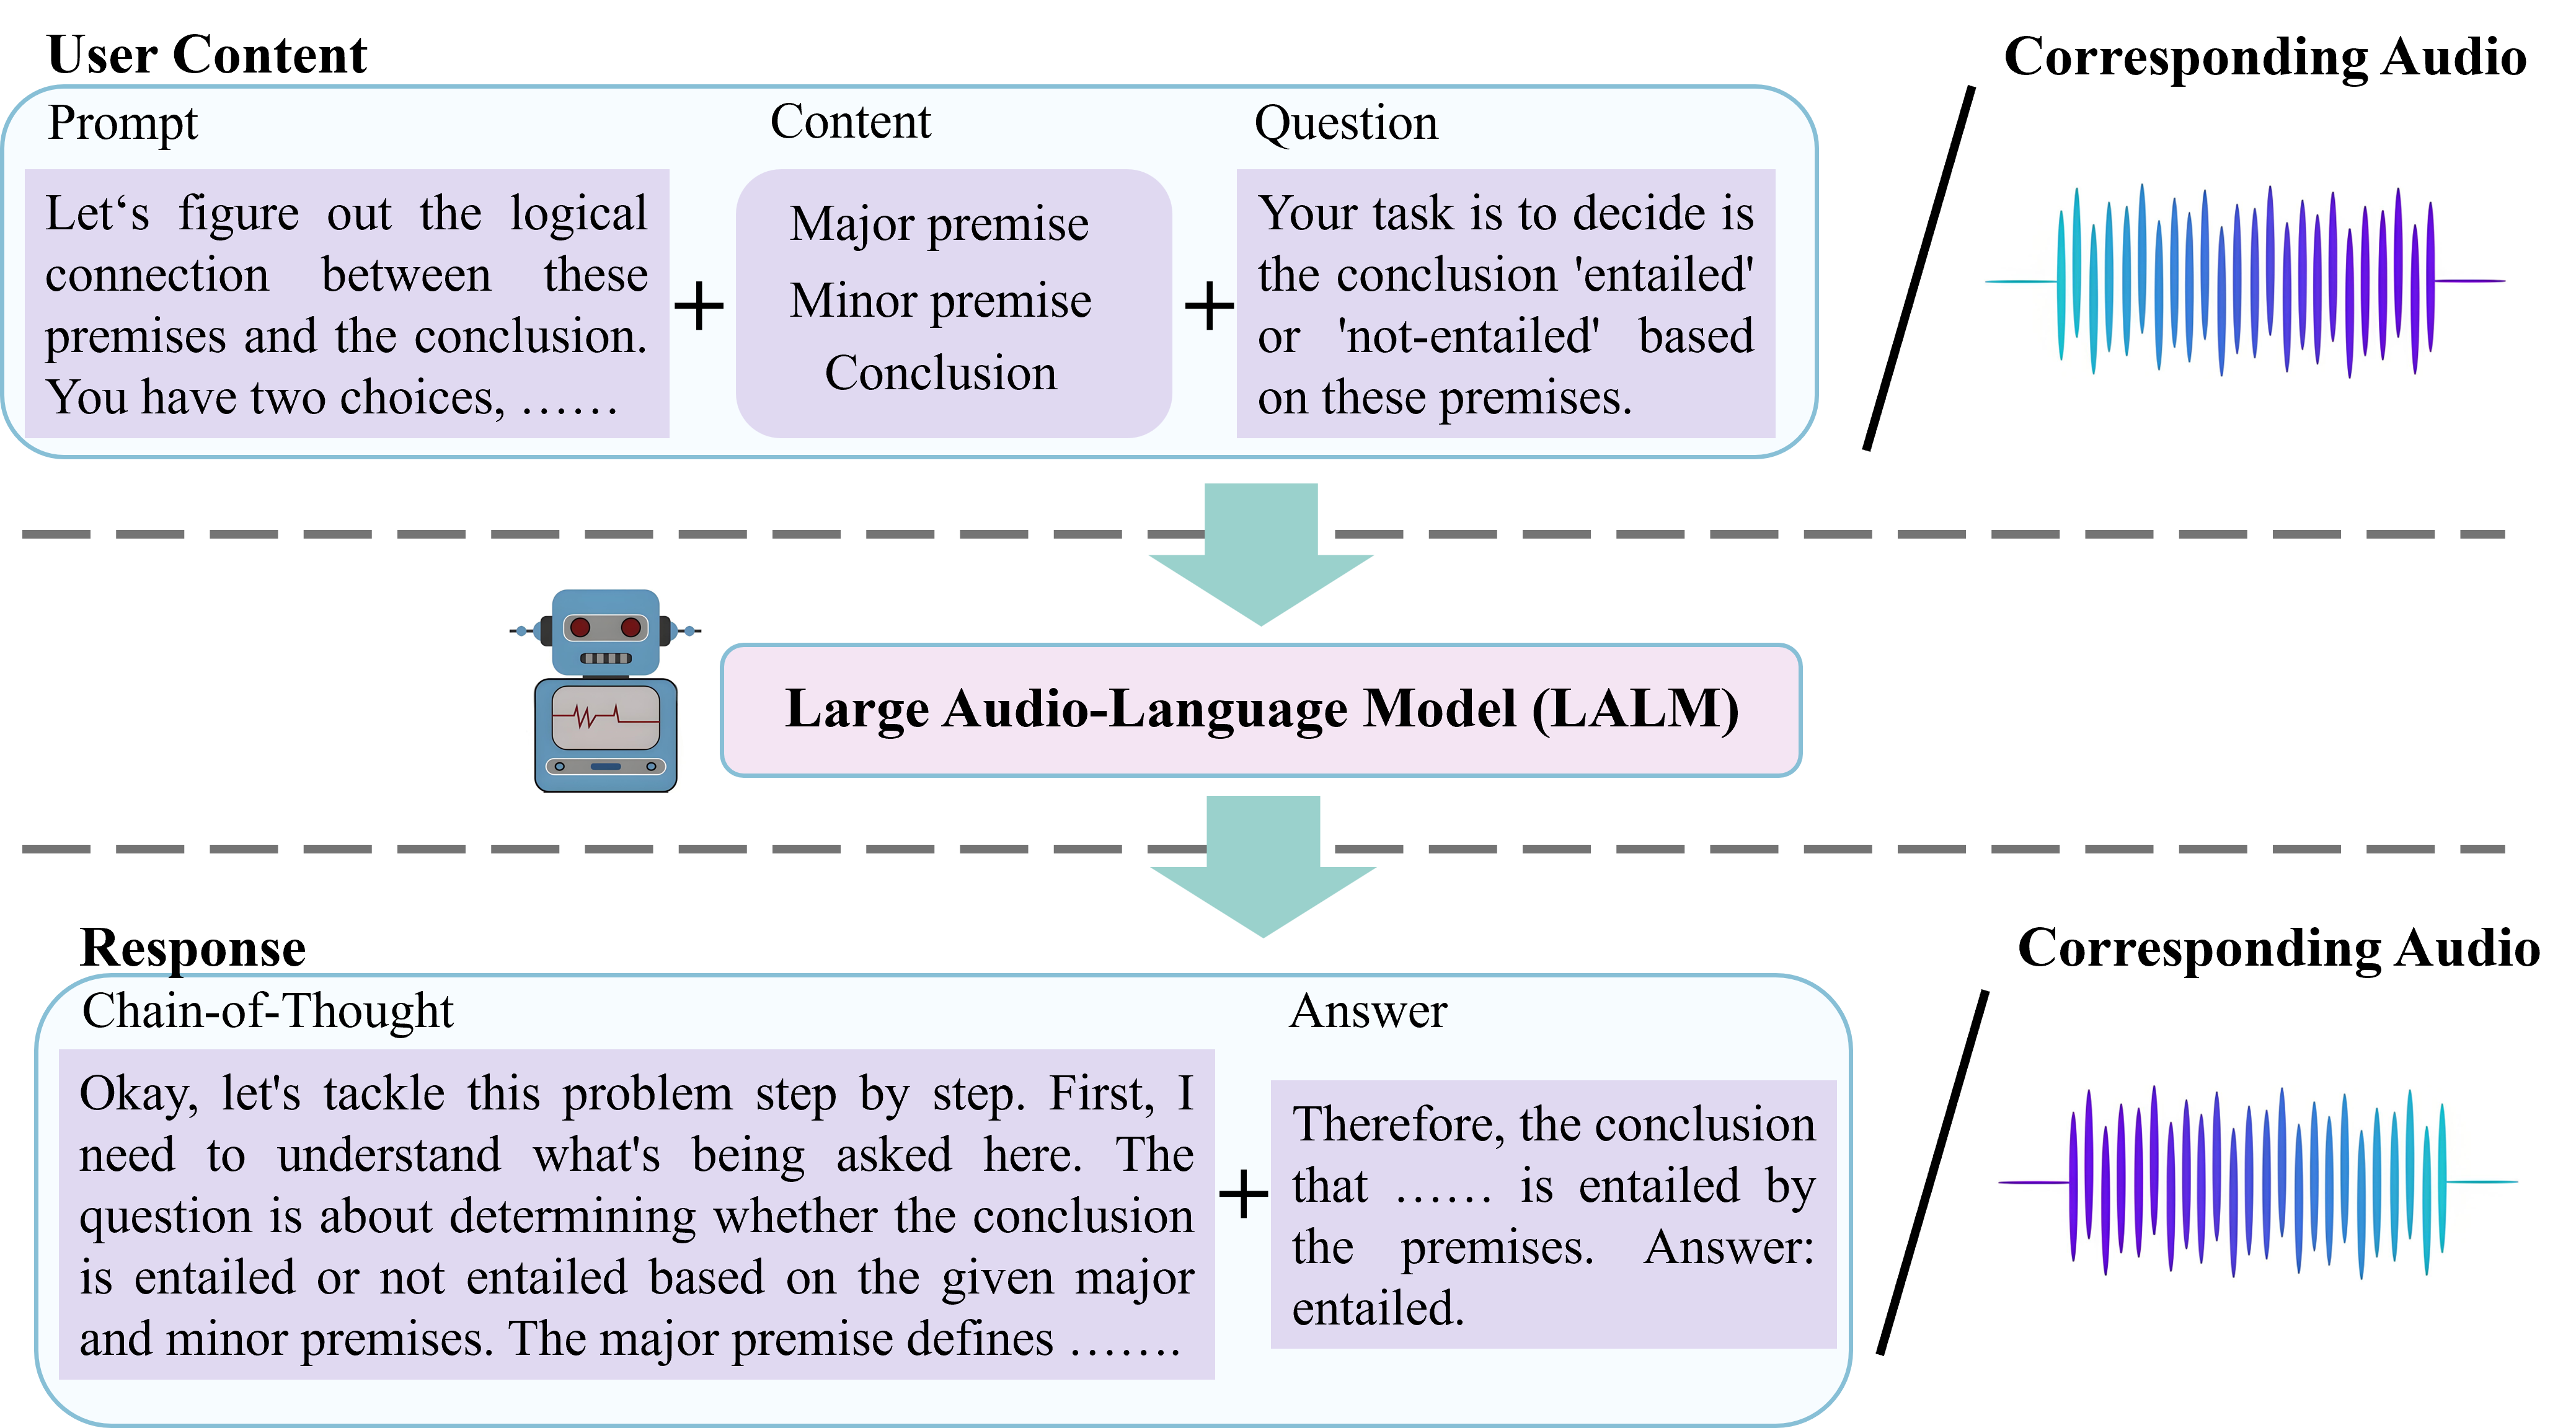 User Content
Corresponding Audio
Prompt
Let‘s figure out the logical
connection between these
premises and the conclusion.
You have two choices, ……
+
Content
Major premise
Minor premise
Conclusion
+
Question
Your task is to decide is
the conclusion 'entailed'
or 'not-entailed' based
on these premises.
Large Audio-Language Model (LALM)
Response
Corresponding Audio
Chain-of-Thought
Okay, let's tackle this problem step by step. First, I
need to understand what's being asked here. The
question is about determining whether the conclusion
is entailed or not entailed based on the given major
and minor premises. The major premise defines …….
+
Answer
Therefore, the conclusion
that …… is entailed by
the premises. Answer:
entailed.